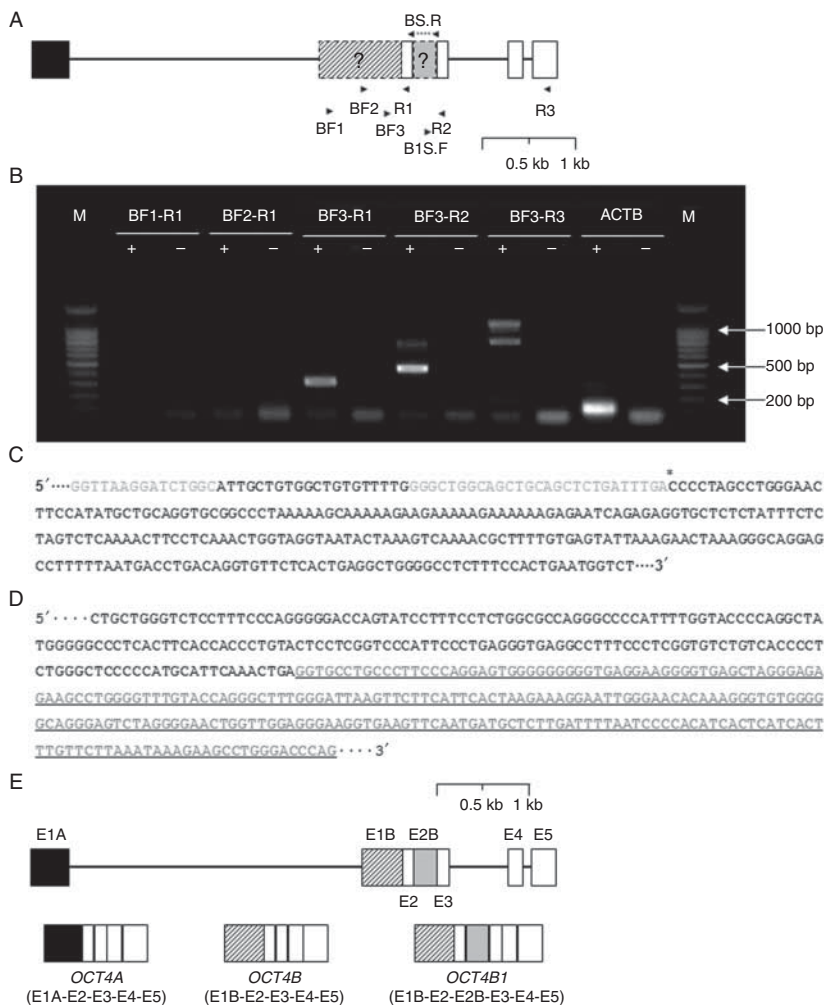 A
BS.R
? ?
BF2 R1 R3
BF1 BF3 R2
B1S.F
0.5 kb 1 kb
B
M BF1-R1 BF2-R1 BF3-R1 BF3-R2 BF3-R3 ACTB M
+ − + − + − + − + − + −
1000 bp
500 bp
200 bp
C
*
5′····GGTTAAGGATCTGGCATTGCTGTGGCTGTGTTTTGGGGCTGGCAGCTGCAGCTCTGATTTGACCCCTAGCCTGGGAAC
TTCCATATGCTGCAGGTGCGGCCCTAAAAAGCAAAAAGAAGAAAAAGAAAAAAGAGAATCAGAGAGGTGCTCTCTATTTCTC
TAGTCTCAAAACTTCCTCAAACTGGTAGGTAATACTAAAGTCAAAACGCTTTTGTGAGTATTAAAGAACTAAAGGGCAGGAG
CCTTTTTAATGACCTGACAGGTGTTCTCACTGAGGCTGGGGCCTCTTTCCACTGAATGGTCT····3′
D
5′ ····CTGCTGGGTCTCCTTTCCCAGGGGGACCAGTATCCTTTCCTCTGGCGCCAGGGCCCCATTTTGGTACCCCAGGCTA
TGGGGGCCCTCACTTCACCACCCTGTACTCCTCGGTCCCATTCCCTGAGGGTGAGGCCTTTCCCTCGGTGTCTGTCACCCCT
CTGGGCTCCCCCATGCATTCAAACTGAGGTGCCTGCCCTTCCCAGGAGTGGGGGGGGGTGAGGAAGGGGTGAGCTAGGGAGA
GAAGCCTGGGGTTTGTACCAGGGCTTTGGGATTAAGTTCTTCATTCACTAAGAAAGGAATTGGGAACACAAAGGGTGTGGGG
GCAGGGAGTCTAGGGGAACTGGTTGGAGGGAAGGTGAAGTTCAATGATGCTCTTGATTTTAATCCCCACATCACTCATCACT
TTGTTCTTAAATAAAGAAGCCTGGGACCCAG····3′
E
0.5 kb 1 kb
E1A E1B E2B E4 E5
E2 E3
OCT4A OCT4B OCT4B1
(E1A-E2-E3-E4-E5) (E1B-E2-E3-E4-E5) (E1B-E2-E2B-E3-E4-E5)